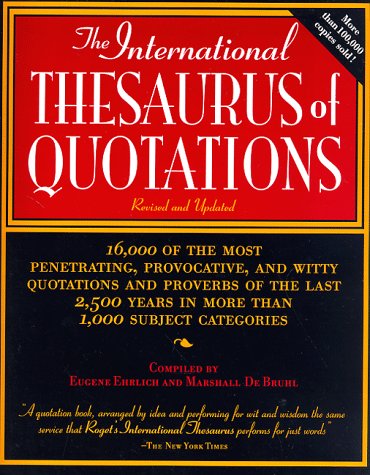 More
than 100,000
copies sold!
The International
THESAURUS of
QUOTATIONS
Revised and Updated
16,000 OF THE MOST
PENETRATING, PROVOCATIVE, AND WITTY
QUOTATIONS AND PROVERBS OF THE LAST
2,500 YEARS IN MORE THAN
1,000 SUBJECT CATEGORIES
COMPILED BY
EUGENE EHRLICH AND MARSHALL DE BRUHL
"A quotation book, arranged by idea and performing for wit and wisdom the same
service that Roget's International Thesaurus performs for just words"
—THE NEW YORK TIMES